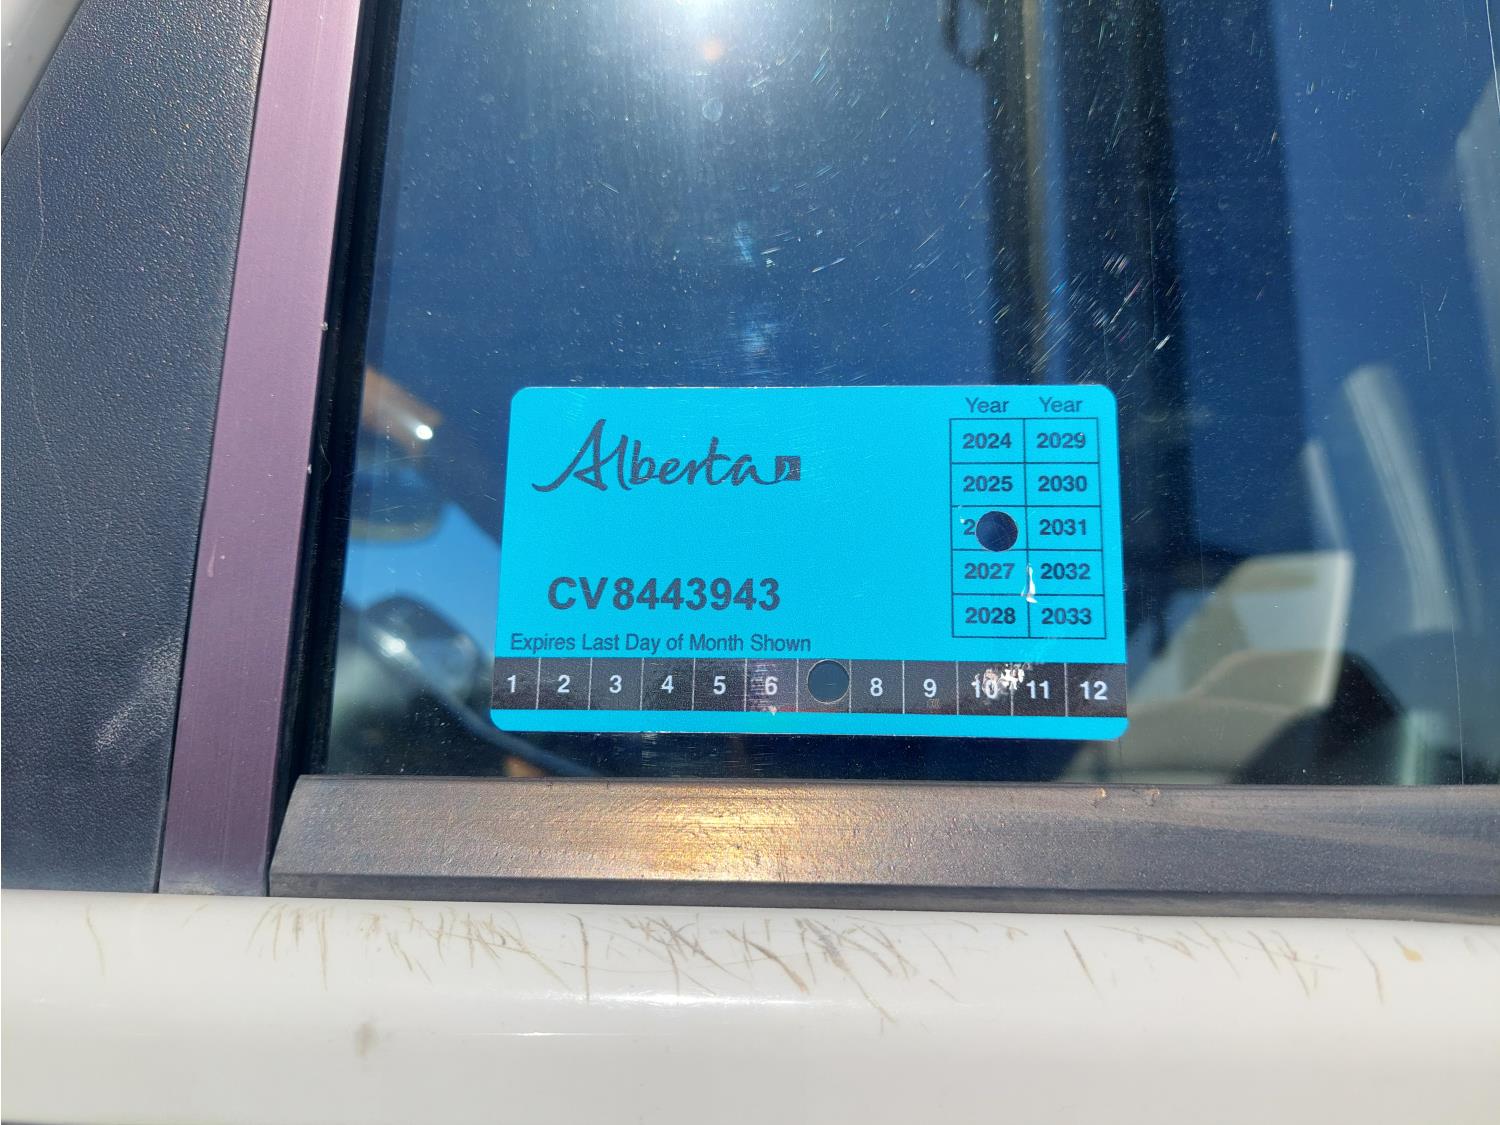 Alberta
Year Year
2024 2029
2025 2030
2 2031
2027 2032
2028 2033
CV8443943
Expires Last Day of Month Shown
1 2 3 4 5 6 8 9 10 11 12